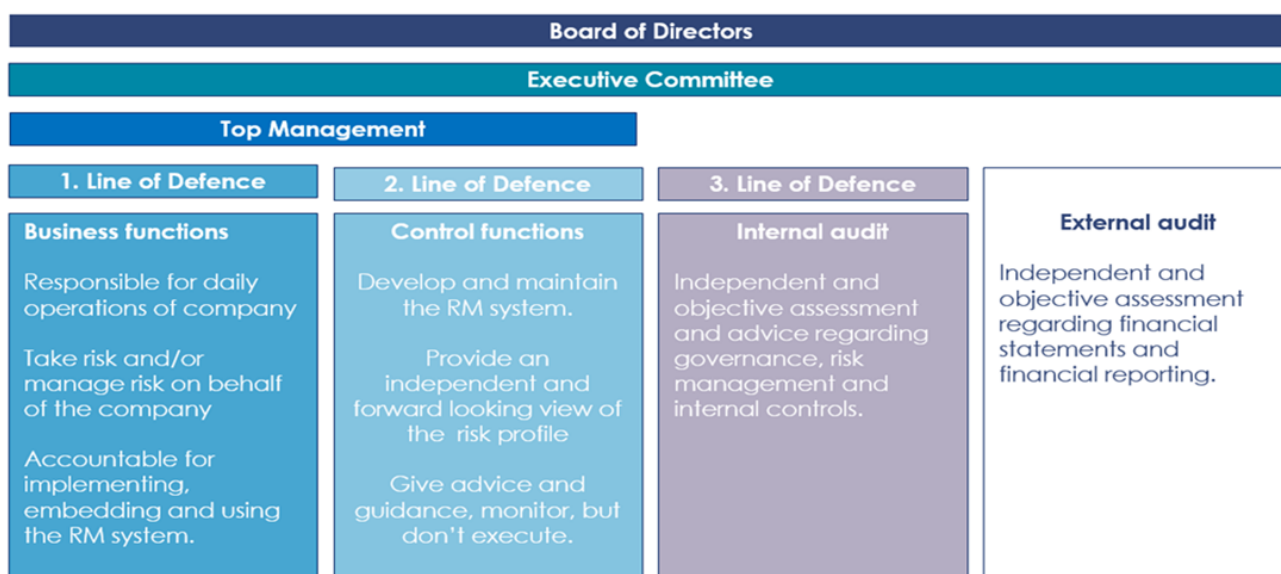 Board of Directors
Executive Committee
Top Management
1. Line of Defence
Business functions
Responsible for daily
operations of company
Take risk and/or
manage risk on behalf
of the company
Accountable for
implementing,
embedding and using
the RM system.
2. Line of Defence
Control functions
Develop and maintain
the RM system.
Provide an
independent and
forward looking view of
the risk profile
Give advice and
guidance, monitor, but
don't execute.
3. Line of Defence
Internal audit
Independent and
objective assessment
and advice regarding
governance, risk
management and
internal controls.
External audit
Independent and
objective assessment
regarding financial
statements and
financial reporting.